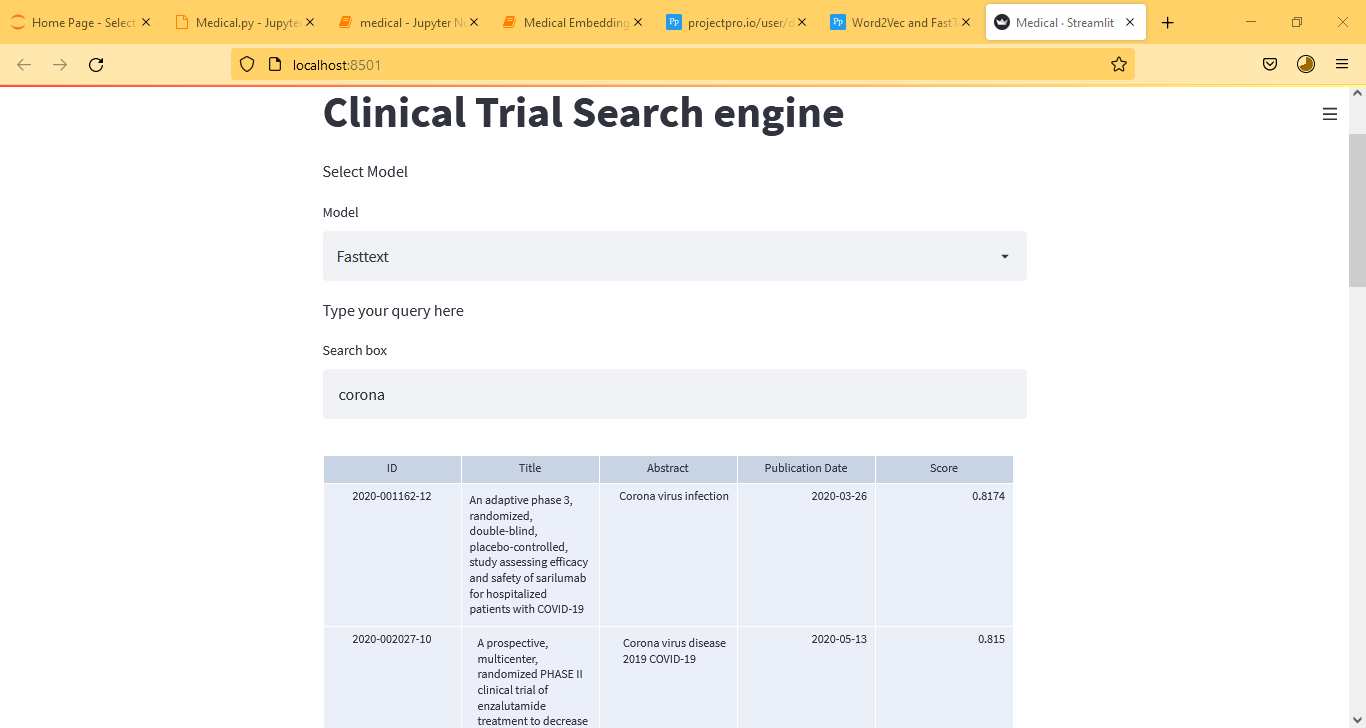 Home Page - Select
Medical.py - Jupyter
medical - Jupyter No
Medical Embedding
projectpro.io/user/d
Word2Vec and FastT
Medical · Streamlit
localhost:8501
Clinical Trial Search engine
Select Model
Model
Fasttext
Type your query here
Search box
corona
ID Title Abstract Publication Date Score
2020-001162-12 An adaptive phase 3, Corona virus infection 2020-03-26 0.8174
randomized,
double-blind,
placebo-controlled,
study assessing efficacy
and safety of sarilumab
for hospitalized
patients with COVID-19
2020-002027-10 A prospective, Corona virus disease 2020-05-13 0.815
multicenter, 2019 COVID-19
randomized PHASE II
clinical trial of
enzalutamide
treatment to decrease